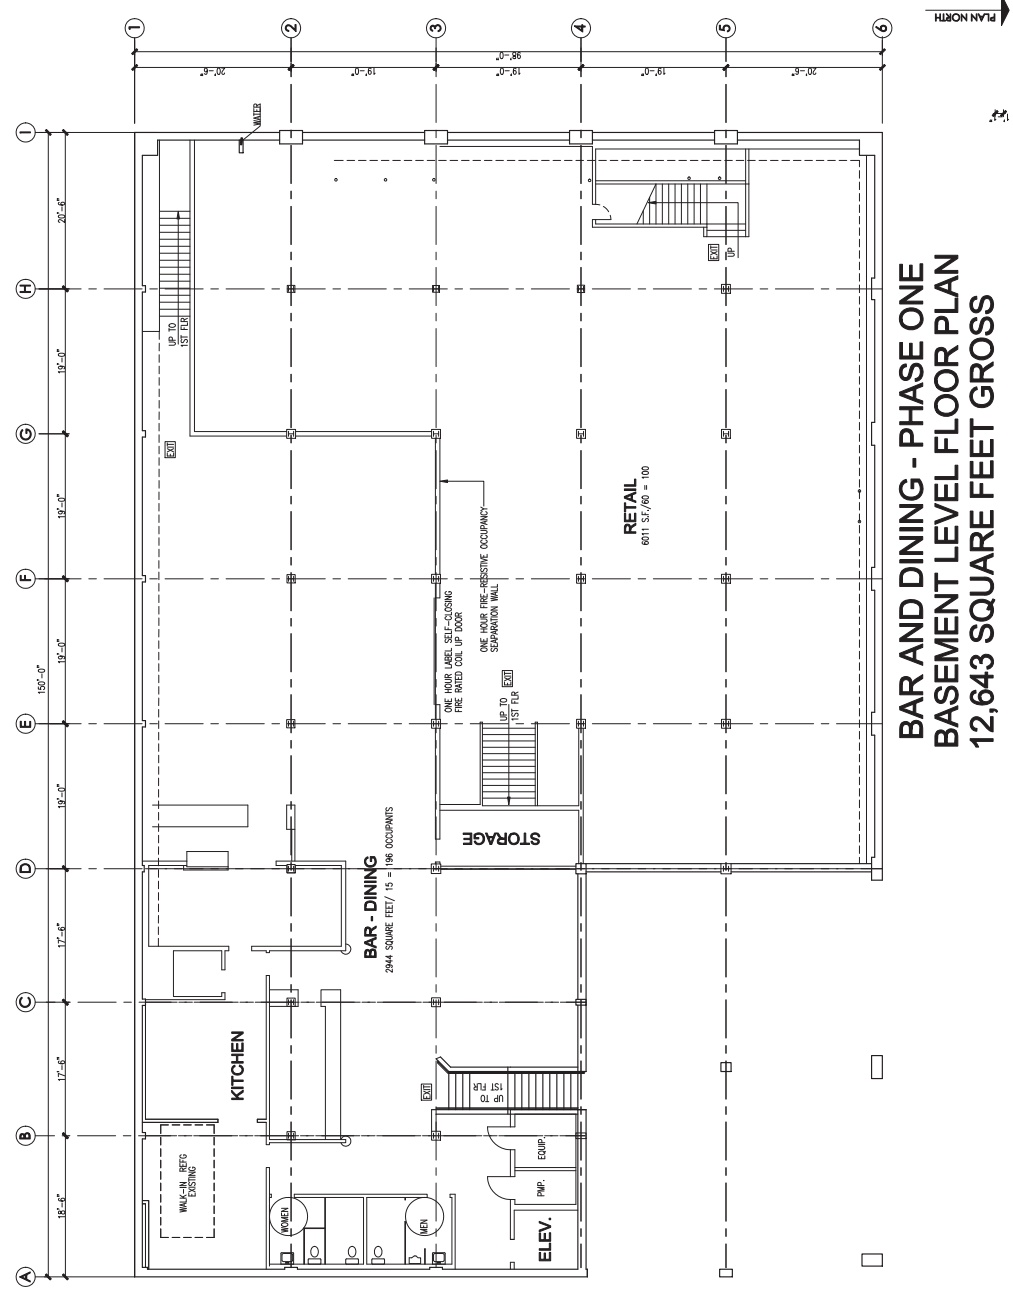 PLAN NORTH
1
2
3
4
5
6
98'-0"
20'-6"
19'-0"
19'-0"
19'-0"
20'-6"
I
H
G
F
E
D
C
B
A
150'-0"
20'-6"
19'-0"
19'-0"
19'-0"
19'-0"
17'-6"
17'-6"
18'-6"
WATER
UP TO
1ST FLR
EXIT
EXIT
UP
RETAIL
6011 S.F./60 = 100
ONE HOUR FIRE-RESISTIVE OCCUPANCY
SEAPARATION WALL
ONE HOUR LABEL SELF-CLOSING
FIRE RATED COIL UP DOOR
UP TO
1ST FLR
EXIT
STORAGE
BAR - DINING
2944 SQUARE FEET/ 15 = 196 OCCUPANTS
KITCHEN
EXIT
UP TO
1ST FLR
WALK-IN REFG
EXISTING
EQUIP.
PMP.
ELEV.
WOMEN
MEN
BAR AND DINING - PHASE ONE
BASEMENT LEVEL FLOOR PLAN
12,643 SQUARE FEET GROSS